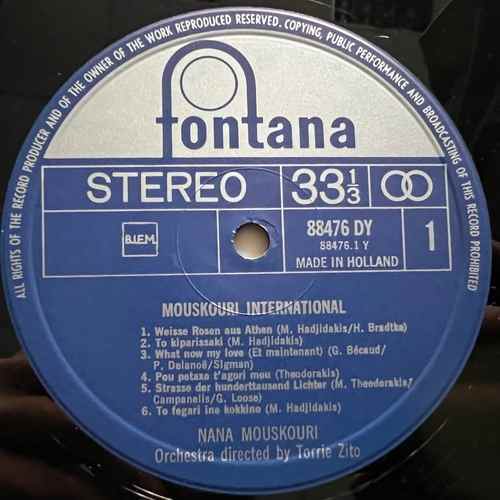 ALL RIGHTS OF THE RECORD PRODUCER AND OF THE OWNER OF THE WORK REPRODUCED RESERVED. COPYING, PUBLIC PERFORMANCE AND BROADCASTING OF THIS RECORD PROHIBITED
fontana
STEREO 33 1/3
B.I.E.M. 88476 DY 1
88476.1 Y
MADE IN HOLLAND
MOUSKOURI INTERNATIONAL
1. Weisse Rosen aus Athen (M. Hadjidakis/H. Bradtke)
2. To kiparissaki (M. Hadjidakis)
3. What now my love (Et maintenant) (G. Bécaud/
P. Delanoë/Sigman)
4. Pou petaxe t'agori mou (Theodorakis)
5. Strasse der hunderttausend Lichter (M. Theodorakis/
Campanelis/G. Loose)
6. To fegari ine kokkino (M. Hadjidakis)
NANA MOUSKOURI
Orchestra directed by Torrie Zito